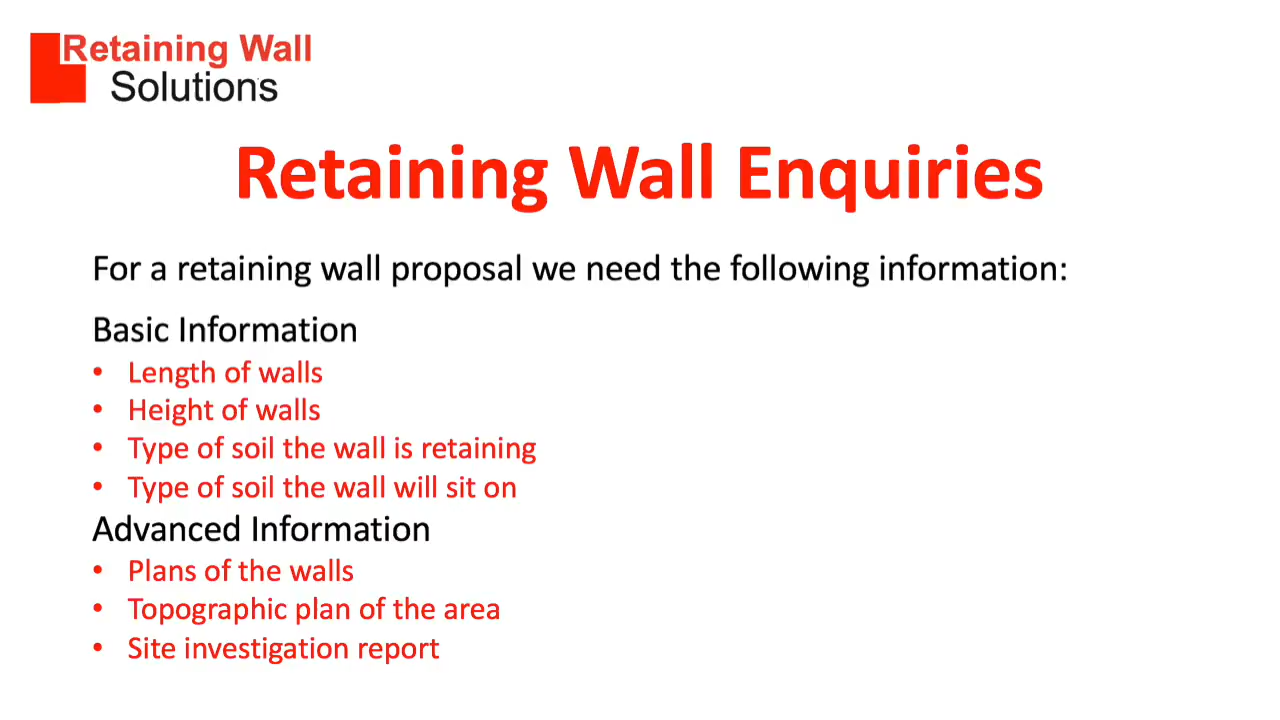 Retaining Wall
Solutions
Retaining Wall Enquiries
For a retaining wall proposal we need the following information:
Basic Information
• Length of walls
• Height of walls
• Type of soil the wall is retaining
• Type of soil the wall will sit on
Advanced Information
• Plans of the walls
• Topographic plan of the area
• Site investigation report